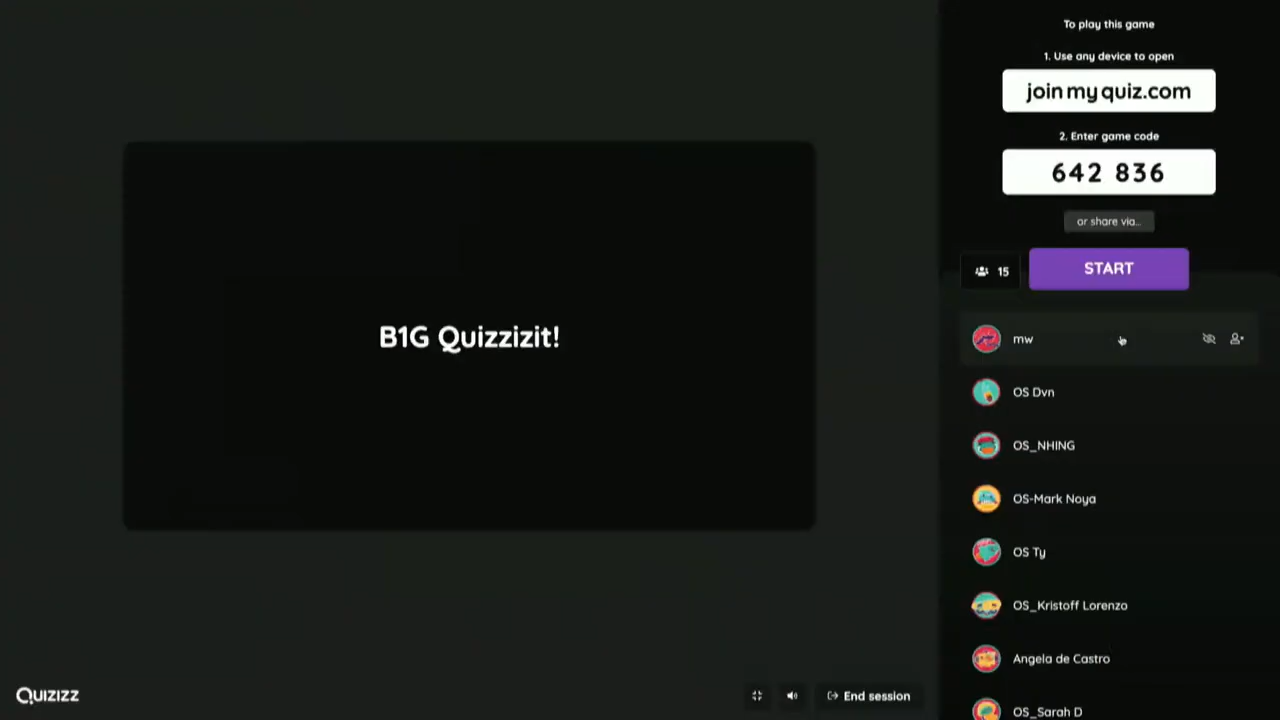 To play this game
1. Use any device to open
joinmyquiz.com
2. Enter game code
642 836
or share via...
15
START
B1G Quizzizit!
mw
OS Dvn
OS_NHING
OS-Mark Noya
OS Ty
OS_Kristoff Lorenzo
Angela de Castro
OS_Sarah D
Quizizz
End session